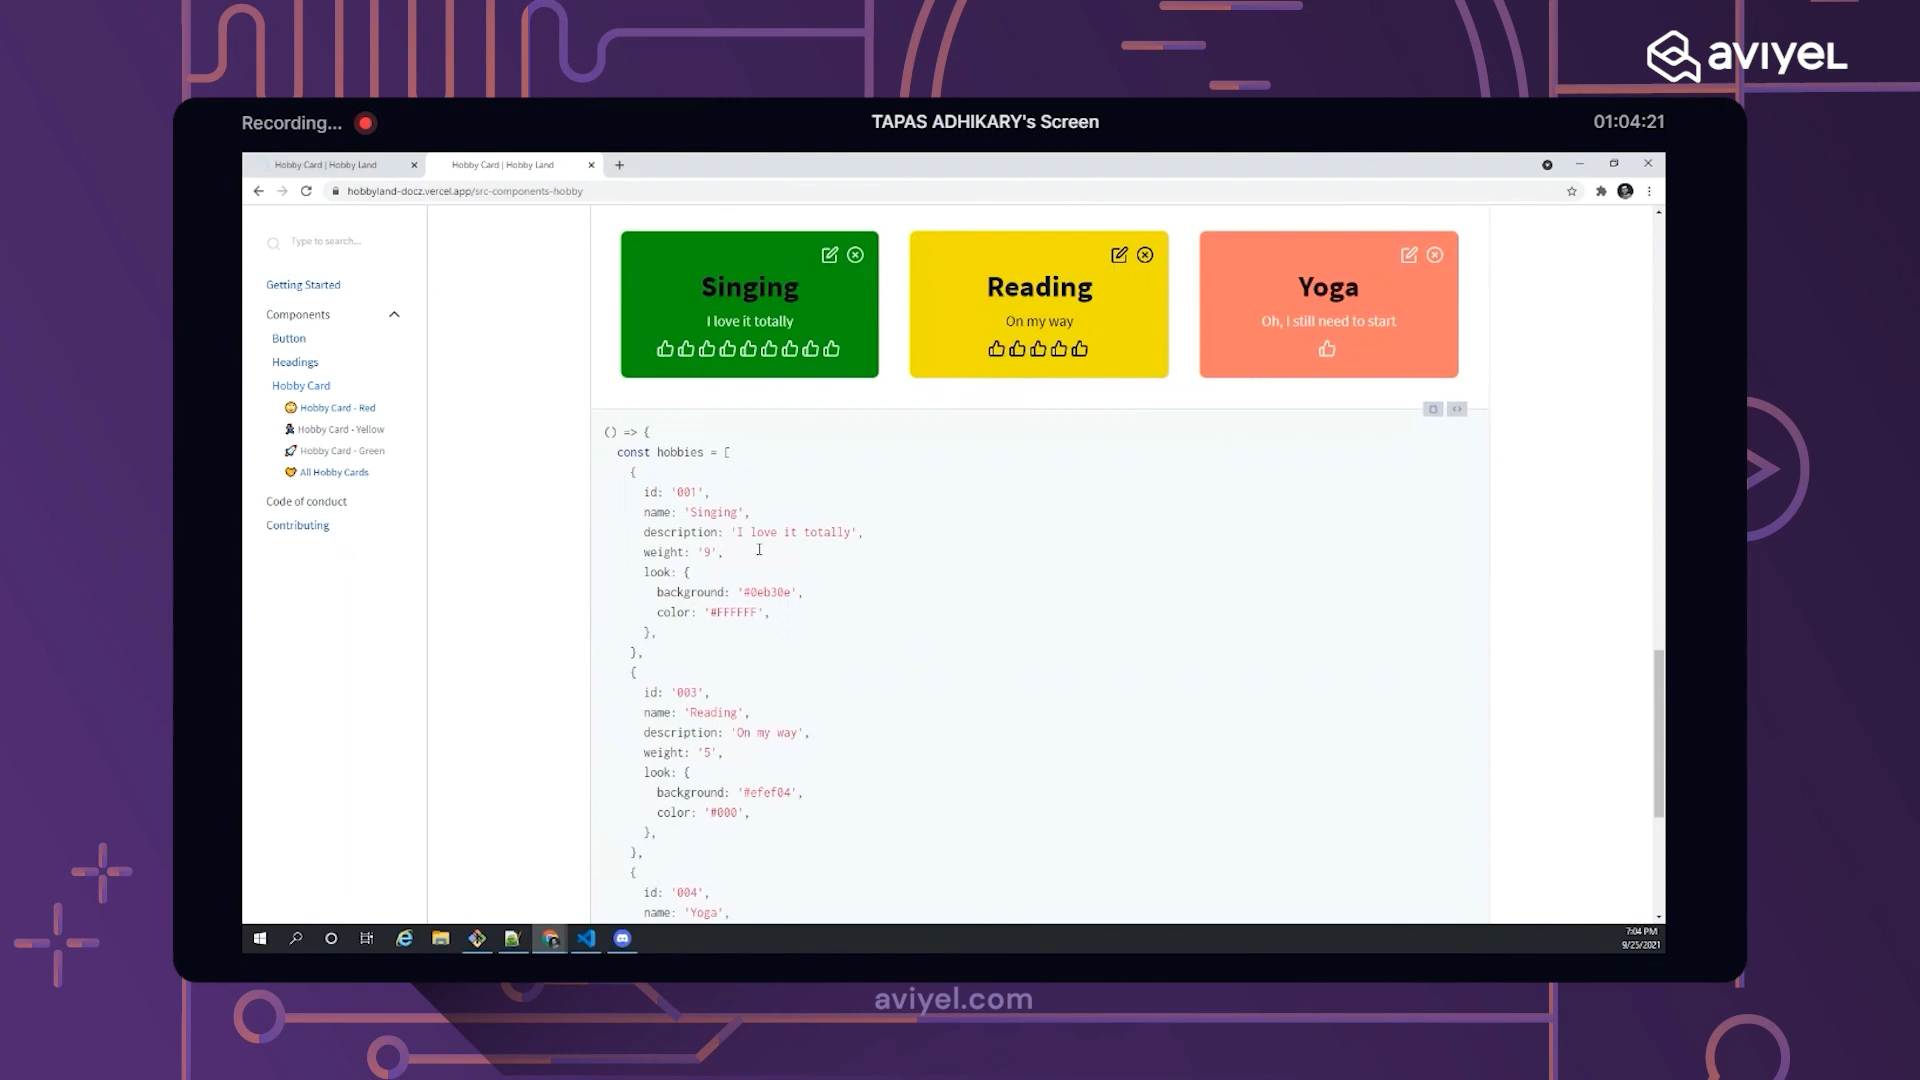 aviyel
Recording...
TAPAS ADHIKARY's Screen
01:04:21
Hobby Card | Hobby Land
Hobby Card | Hobby Land
hobbyland-docz.vercel.app/src-components-hobby
Type to search...
Getting Started
Components
Button
Headings
Hobby Card
Hobby Card - Red
Hobby Card - Yellow
Hobby Card - Green
All Hobby Cards
Code of conduct
Contributing
Singing
I love it totally
Reading
On my way
Yoga
Oh, I still need to start
() => {
const hobbies = [
{
id: '001',
name: 'Singing',
description: 'I love it totally',
weight: '9',
look: {
background: '#0eb30e',
color: '#FFFFFF',
},
},
{
id: '003',
name: 'Reading',
description: 'On my way',
weight: '5',
look: {
background: '#efef04',
color: '#000',
},
},
{
id: '004',
name: 'Yoga',
7:04 PM
9/25/2021
aviyel.com